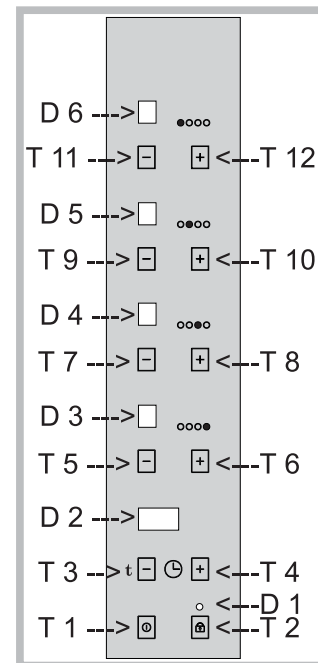 D 6 --->
T 11 ---> - + <---T 12
D 5 --->
T 9 ---> - + <---T 10
D 4 --->
T 7 ---> - + <---T 8
D 3 --->
T 5 ---> - + <---T 6
D 2 --->
T 3 ---> t - + <---T 4
<---D 1
T 1 ---> <---T 2